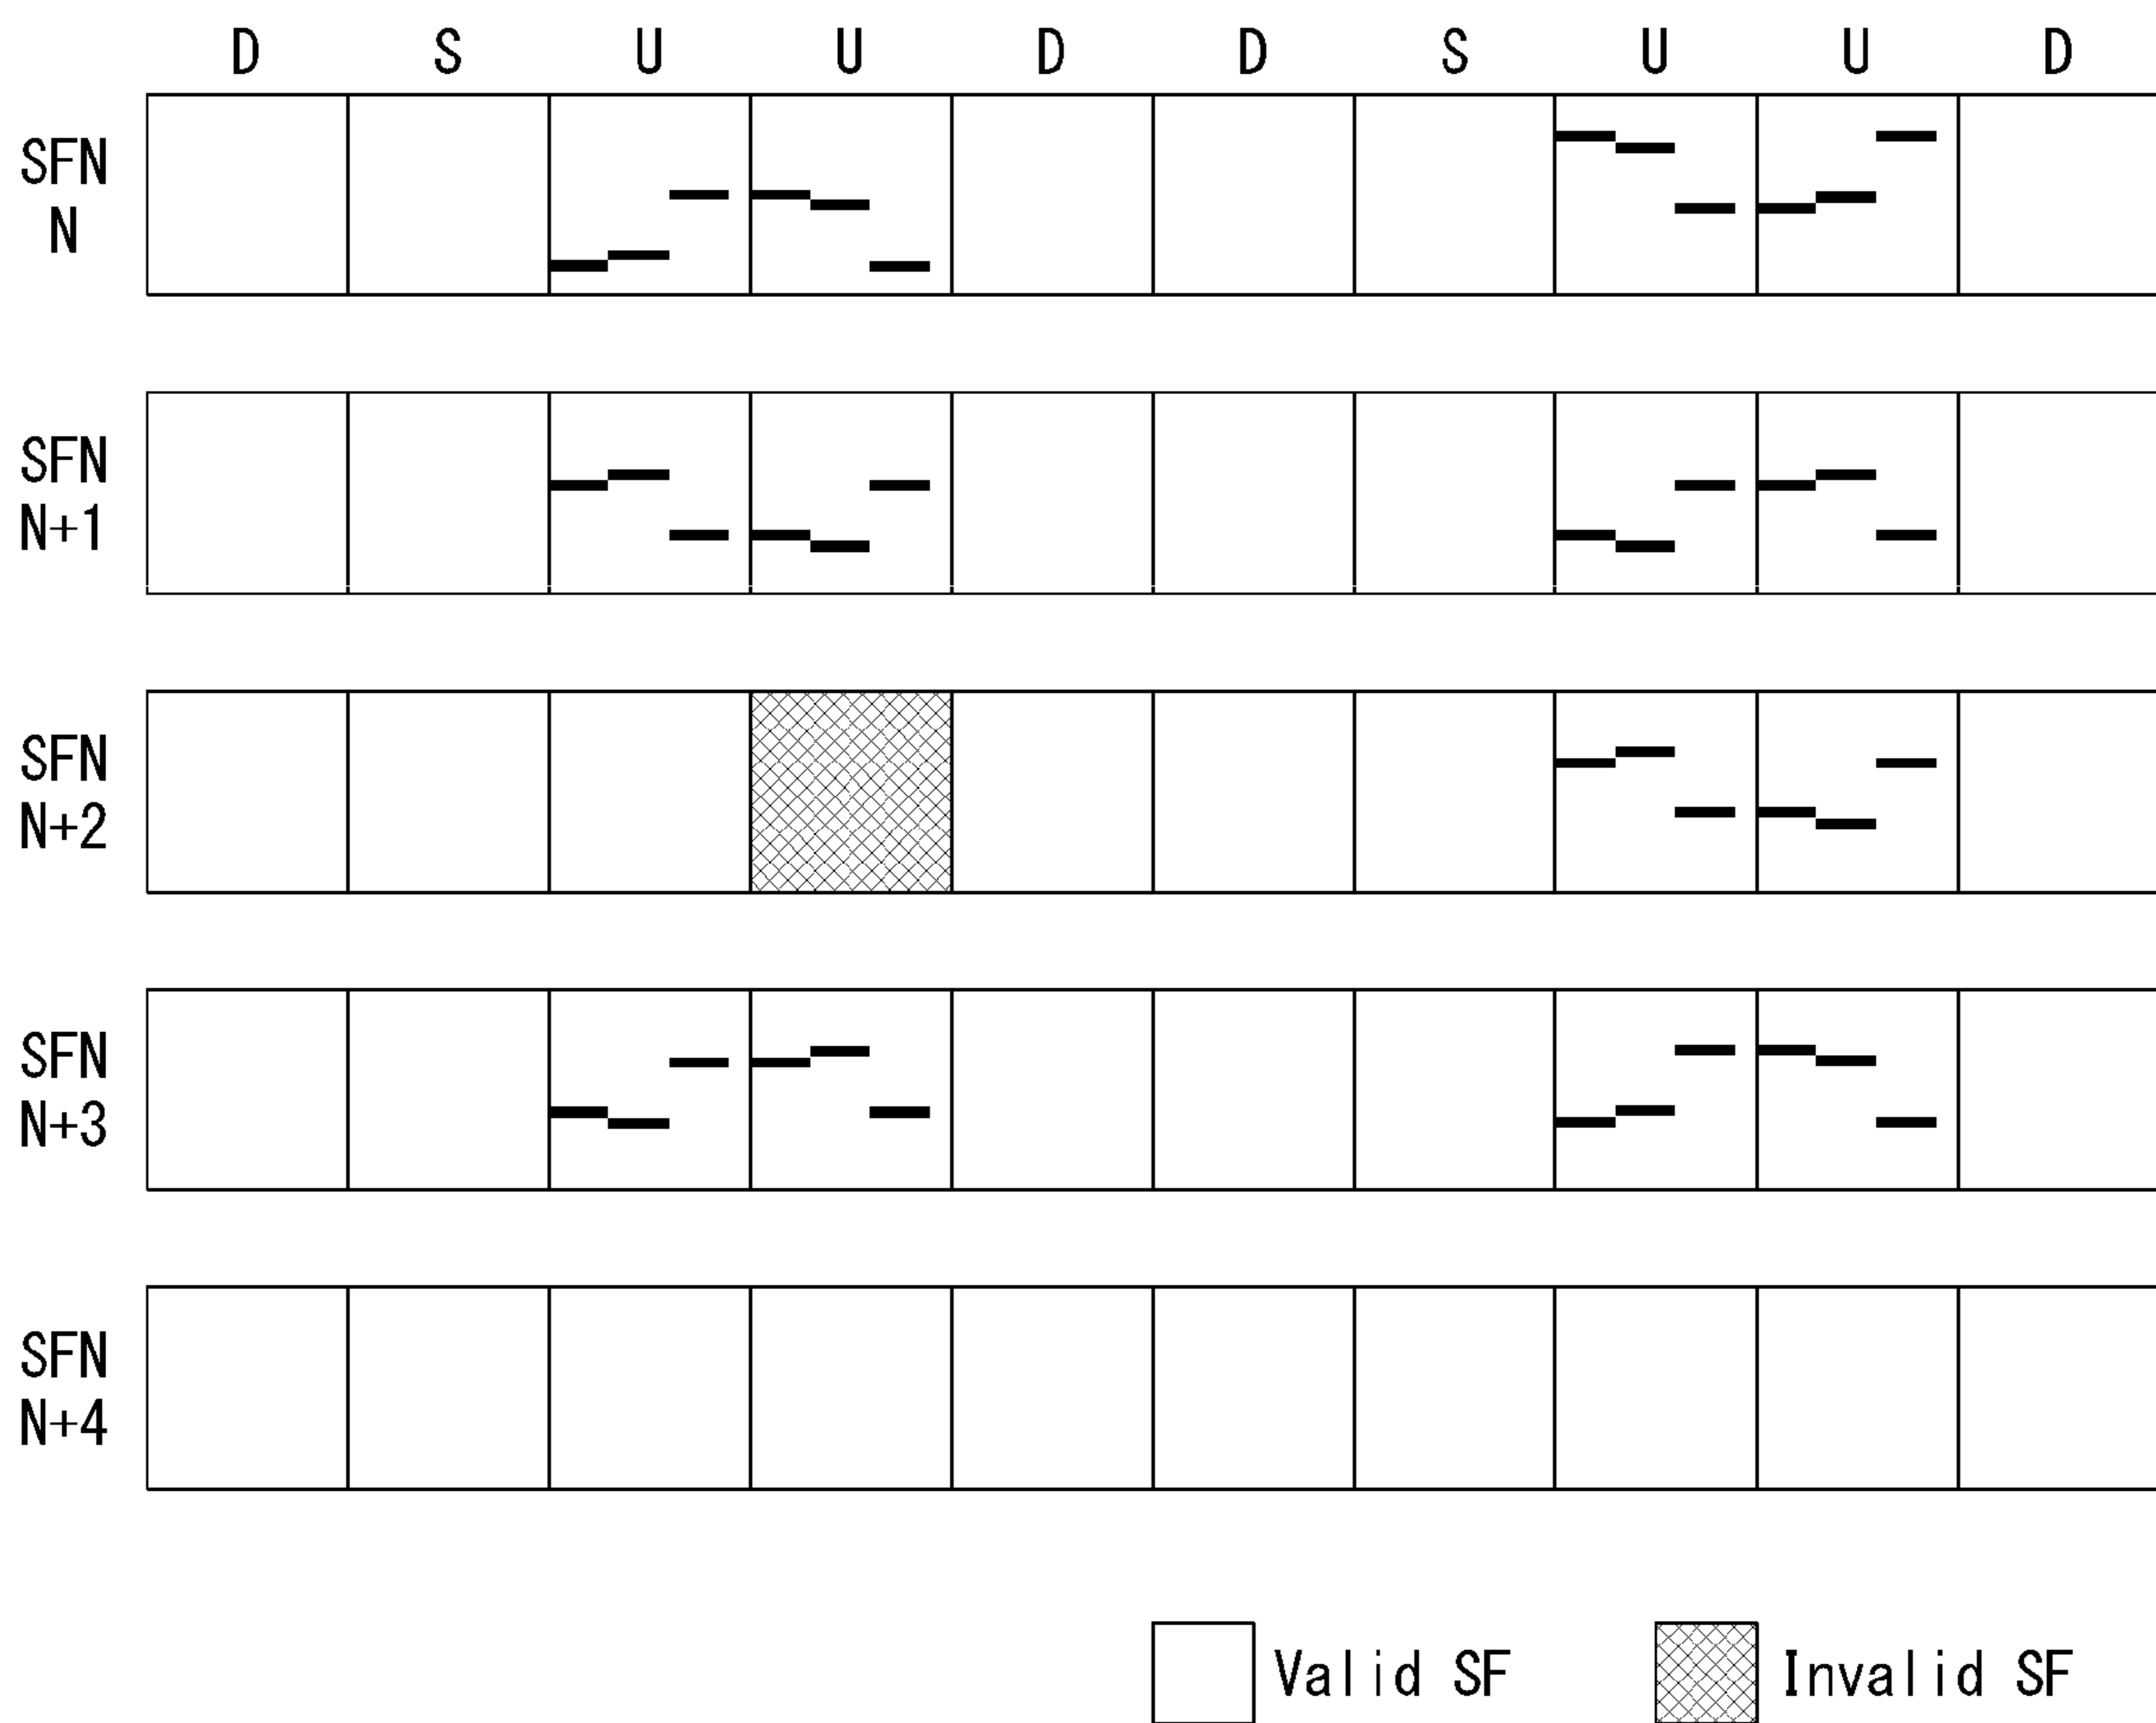 D S U U D D S U U D
SFN
N
SFN
N+1
SFN
N+2
SFN
N+3
SFN
N+4
Valid SF Invalid SF